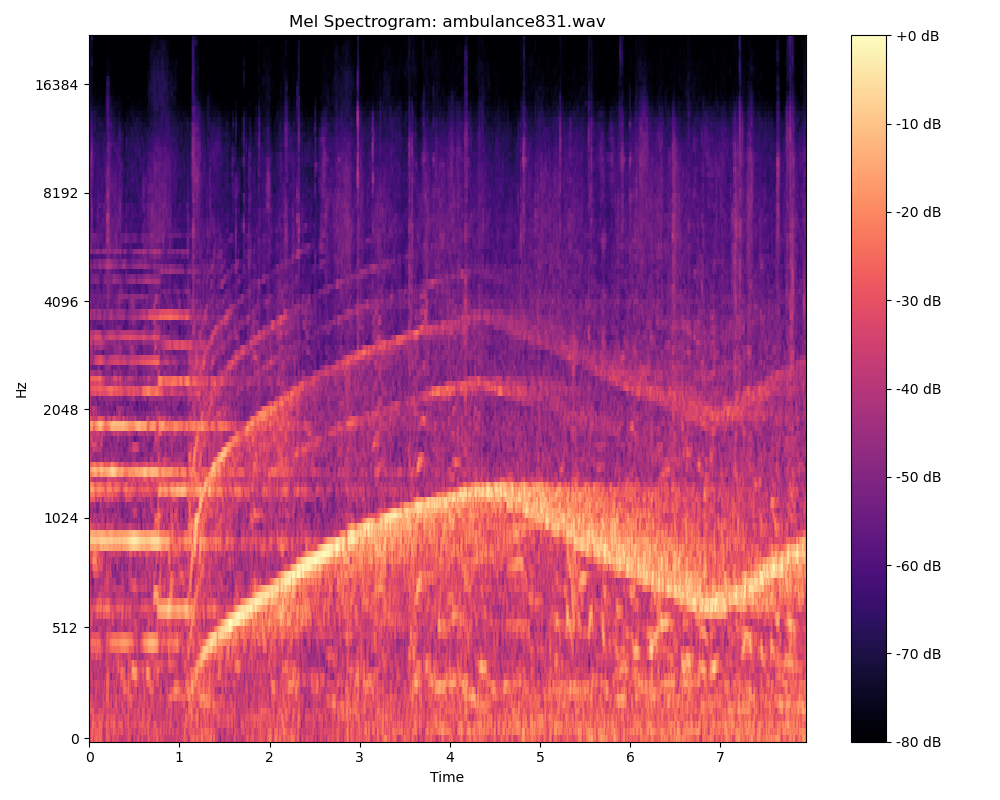 Mel Spectrogram: ambulance831.wav
+0 dB
16384
-10 dB
8192
-20 dB
4096
-30 dB
Hz
2048
-40 dB
1024
-50 dB
512
-60 dB
-70 dB
0
-80 dB
0 1 2 3 4 5 6 7
Time